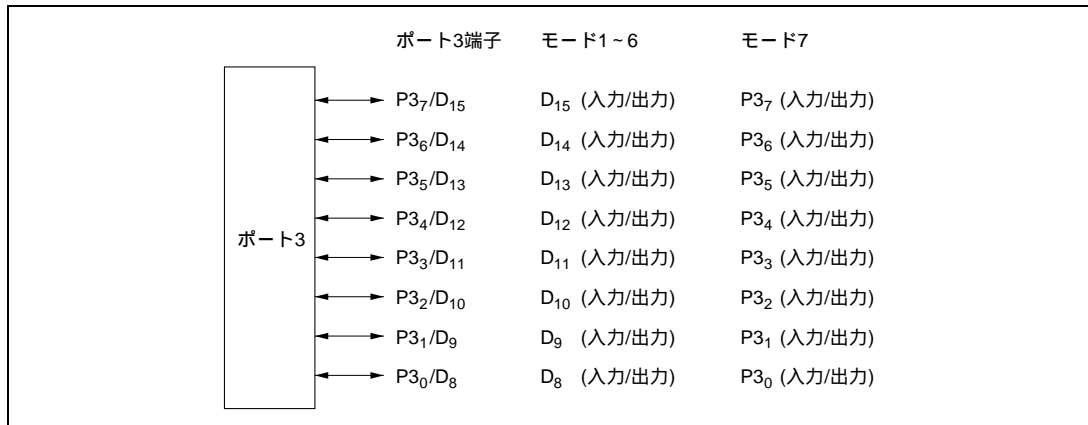 ポート3端子 モード1~6 モード7
P3₇/D₁₅ D₁₅ (入力/出力) P3₇ (入力/出力)
P3₆/D₁₄ D₁₄ (入力/出力) P3₆ (入力/出力)
P3₅/D₁₃ D₁₃ (入力/出力) P3₅ (入力/出力)
P3₄/D₁₂ D₁₂ (入力/出力) P3₄ (入力/出力)
ポート3
P3₃/D₁₁ D₁₁ (入力/出力) P3₃ (入力/出力)
P3₂/D₁₀ D₁₀ (入力/出力) P3₂ (入力/出力)
P3₁/D₉ D₉ (入力/出力) P3₁ (入力/出力)
P3₀/D₈ D₈ (入力/出力) P3₀ (入力/出力)